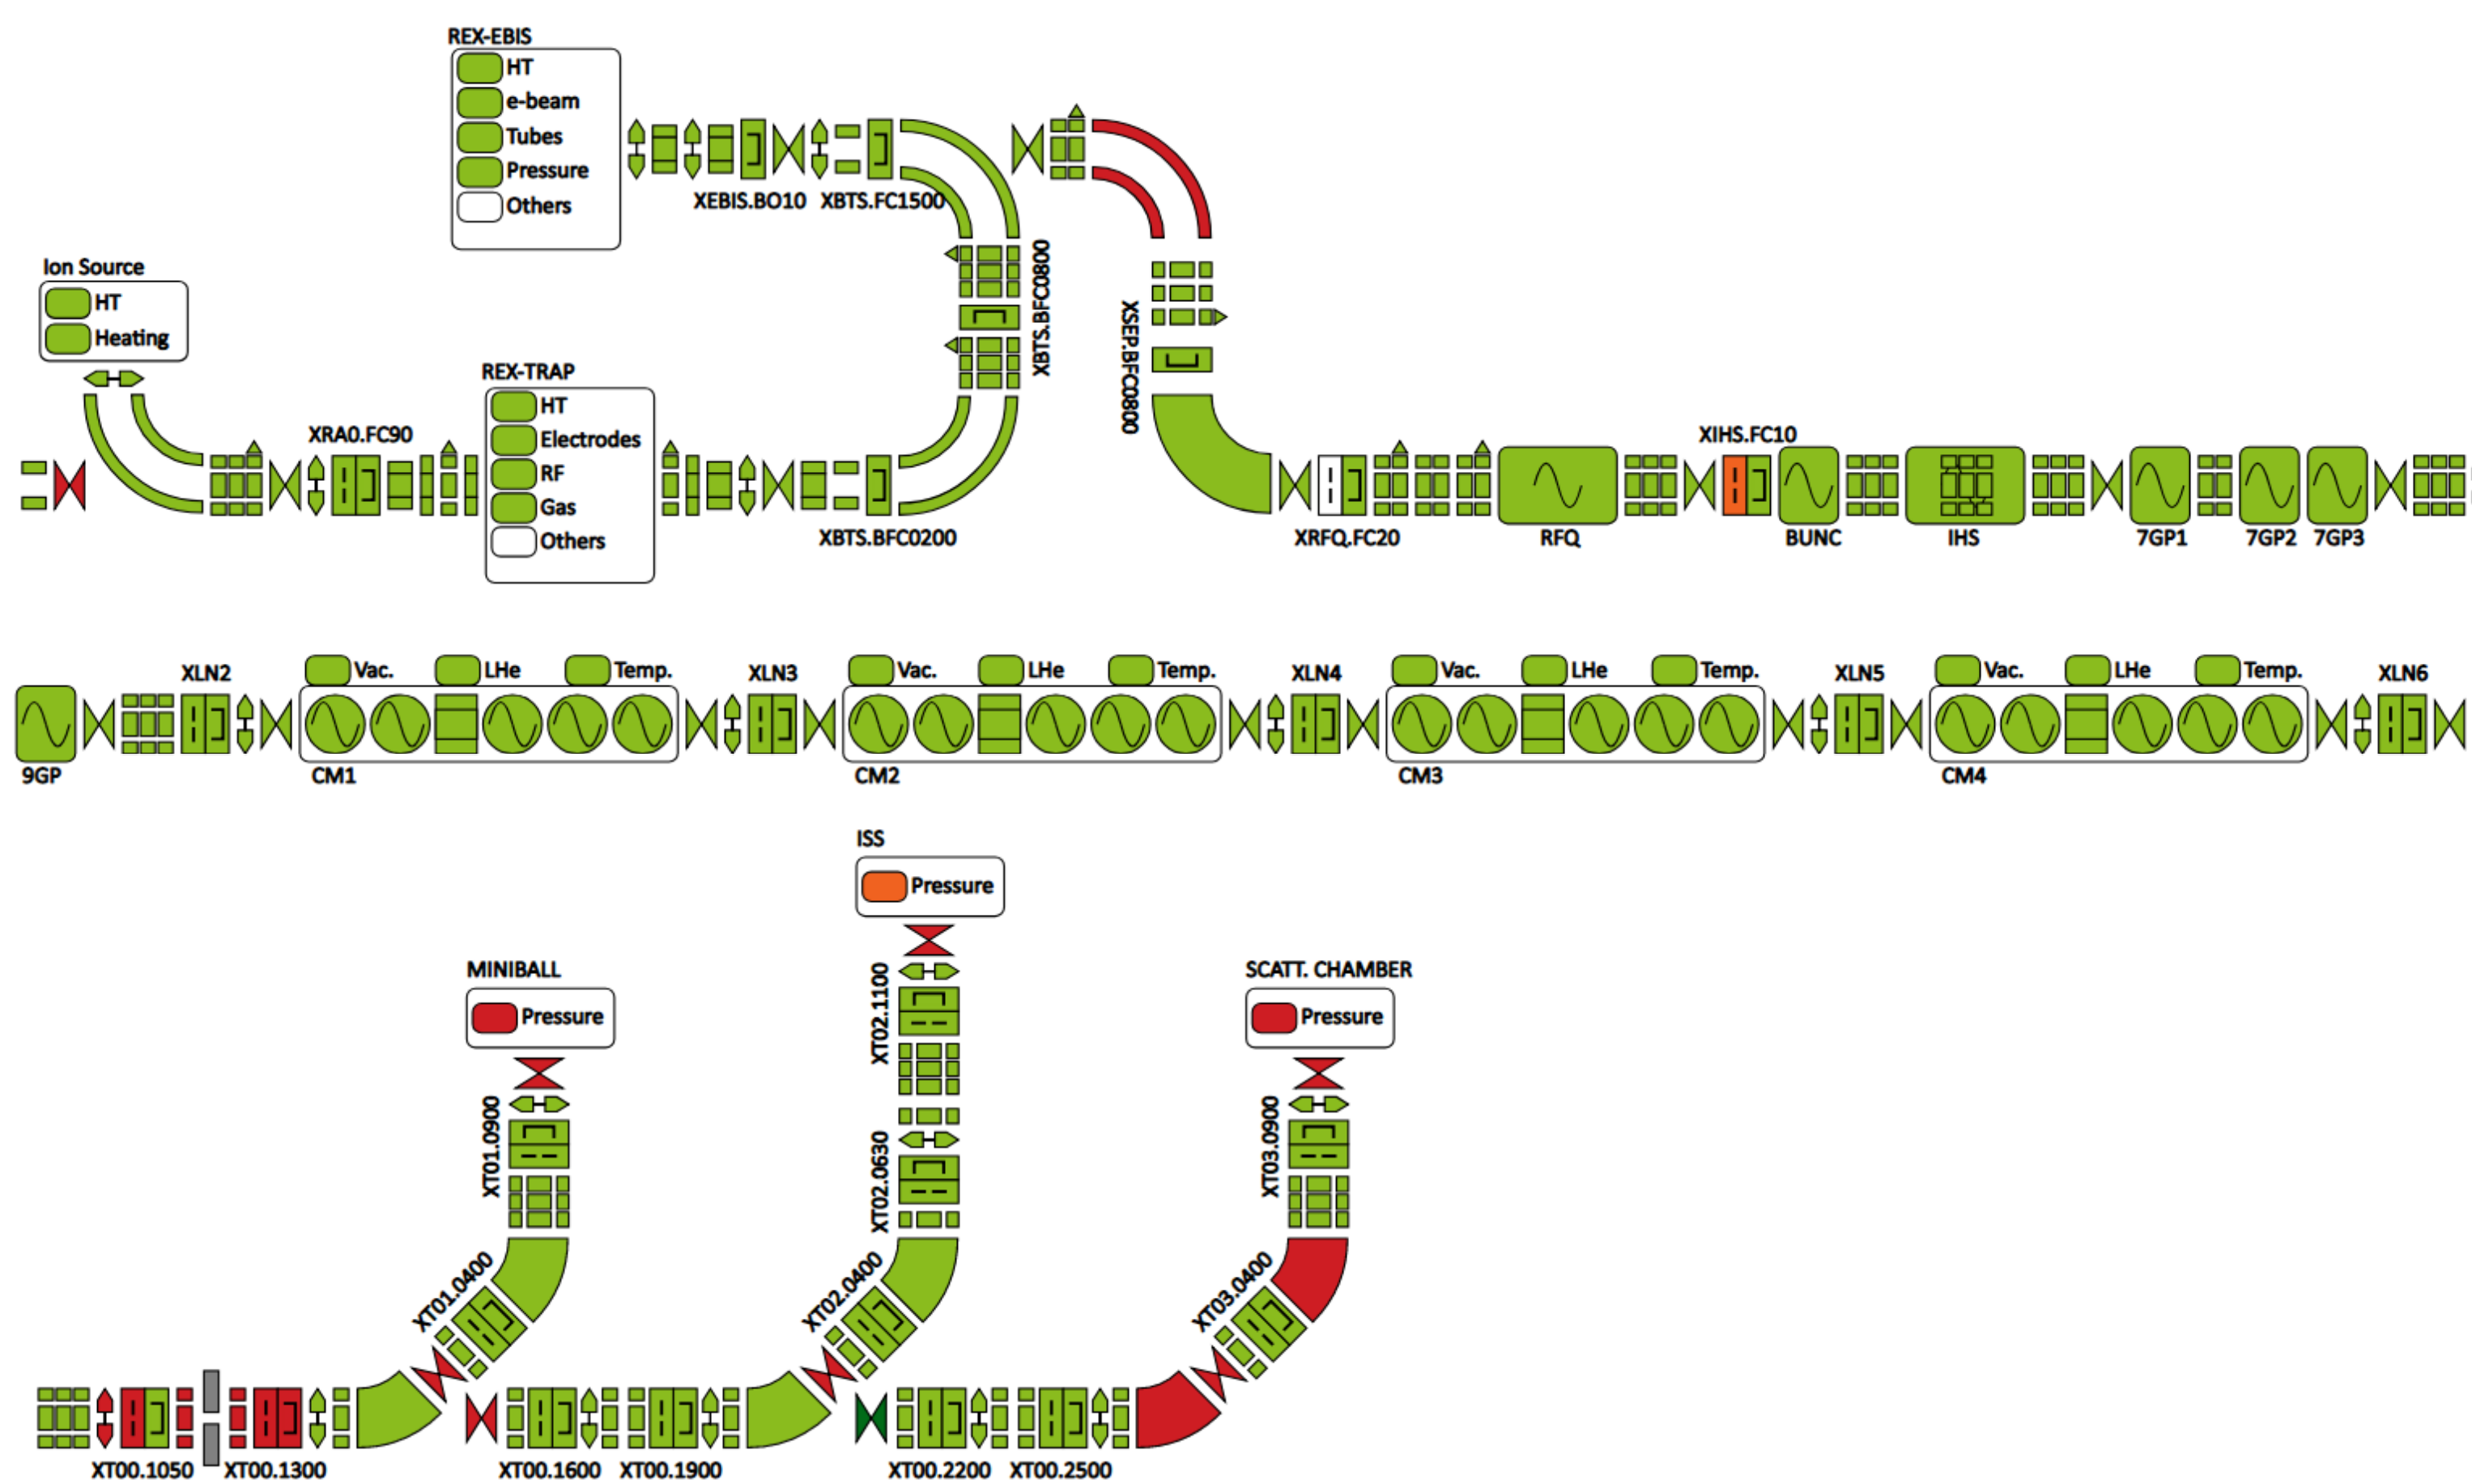 REX-EBIS
HT
e-beam
Tubes
Pressure
Others
XEBIS.BO10
XBTS.FC1500
XBTS.BFC0800
XSEP.BFC0800
Ion Source
HT
Heating
XRA0.FC90
REX-TRAP
HT
Electrodes
RF
Gas
Others
XBTS.BFC0200
XRFQ.FC20
RFQ
XIHS.FC10
BUNC
IHS
7GP1
7GP2
7GP3
9GP
XLN2
Vac.
LHe
Temp.
CM1
XLN3
Vac.
LHe
Temp.
CM2
XLN4
Vac.
LHe
Temp.
CM3
XLN5
Vac.
LHe
Temp.
CM4
XLN6
ISS
Pressure
XT02.1100
XT02.0630
XT02.0400
MINIBALL
Pressure
XT01.0900
XT01.0400
SCATT. CHAMBER
Pressure
XT03.0900
XT03.0400
XT00.1050
XT00.1300
XT00.1600
XT00.1900
XT00.2200
XT00.2500